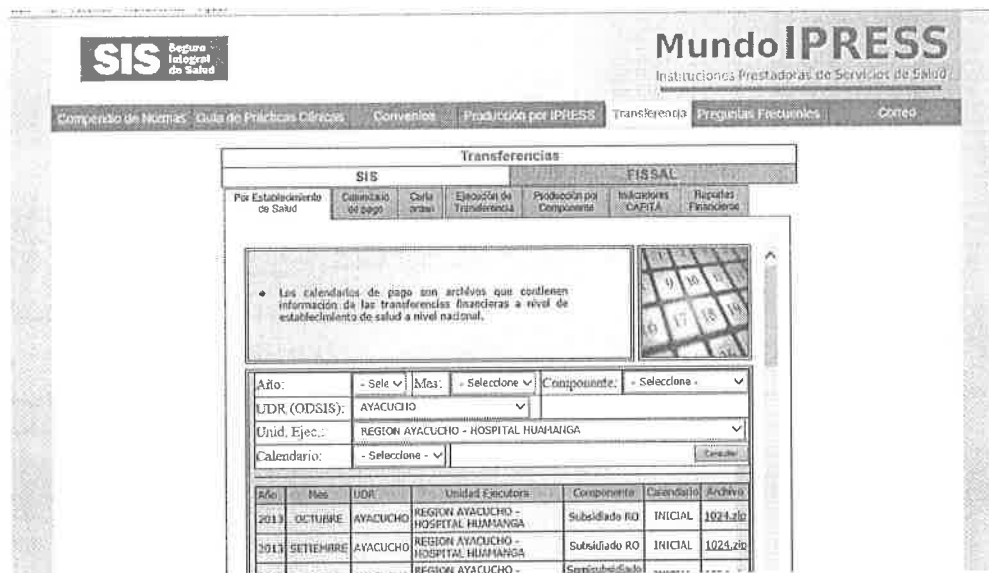 SIS Seguro Integral de Salud
Mundo IPRESS
Instituciones Prestadoras de Servicios de Salud
Compendio de Normas Guía de Prácticas Clínicas Convenios Producción por IPRESS Transferencia Preguntas Frecuentes Correo
Transferencias
SIS FISSAL
Por Establecimiento de Salud Calendario de pago Carta orden Ejecución de Transferencia Producción por Componente Indicadores CAPITA Reportes Financieros
• Los calendarios de pago son archivos que contienen
información de las transferencias financieras a nivel de
establecimiento de salud a nivel nacional.
Año: - Sele Mes: - Seleccione Componente: - Seleccione -
UDR (ODSIS): AYACUCHO
Unid. Ejec.: REGION AYACUCHO - HOSPITAL HUAMANGA
Calendario: - Seleccione - Consultar
Año Mes UDR Unidad Ejecutora Componente Calendario Archivo
2013 OCTUBRE AYACUCHO REGION AYACUCHO - HOSPITAL HUAMANGA Subsidiado RO INICIAL 1024.zip
2013 SETIEMBRE AYACUCHO REGION AYACUCHO - HOSPITAL HUAMANGA Subsidiado RO INICIAL 1024.zip
REGION AYACUCHO - Semisubsidiado